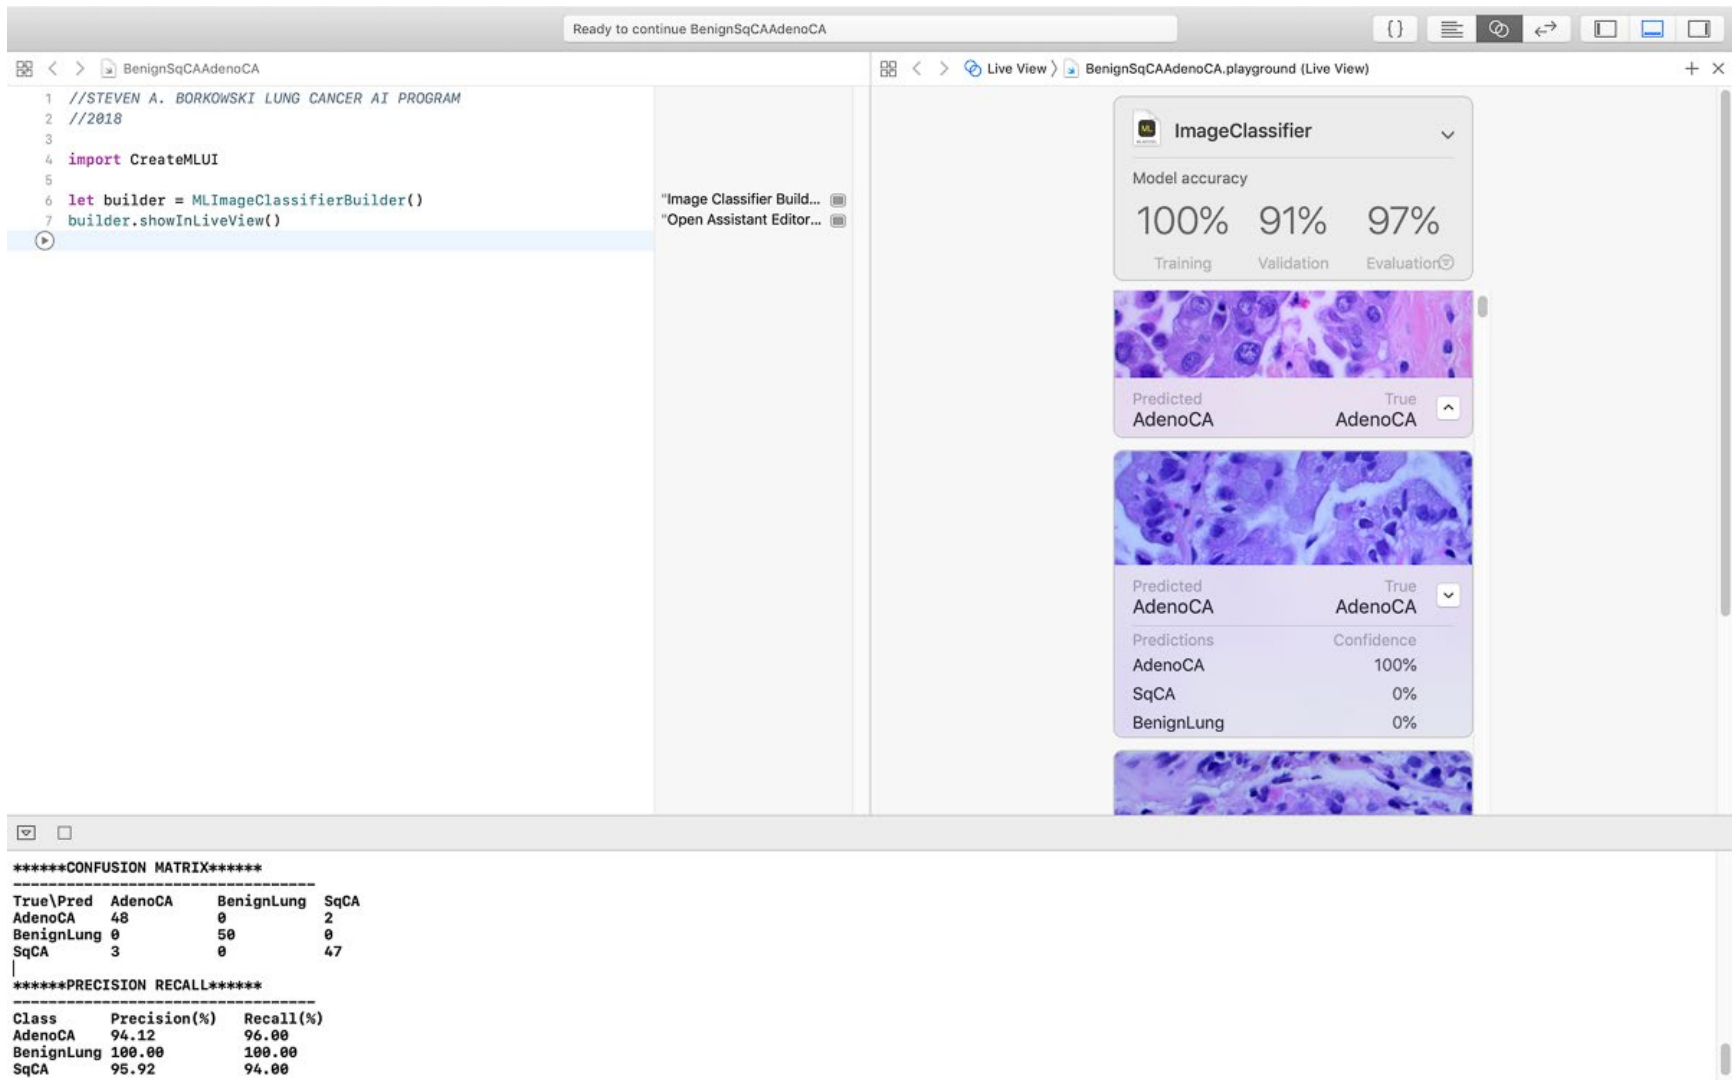 Ready to continue BenignSqCAAdenoCA
{}
BenignSqCAAdenoCA
Live View
BenignSqCAAdenoCA.playground (Live View)
1 //STEVEN A. BORKOWSKI LUNG CANCER AI PROGRAM
2 //2018
3
4 import CreateMLUI
5
6 let builder = MLImageClassifierBuilder()
7 builder.showInLiveView()
"Image Classifier Build...
"Open Assistant Editor...
ML
ImageClassifier
Model accuracy
100% 91% 97%
Training Validation Evaluation
Predicted True
AdenoCA AdenoCA
Predicted True
AdenoCA AdenoCA
Predictions Confidence
AdenoCA 100%
SqCA 0%
BenignLung 0%
******CONFUSION MATRIX******
----------------------------------
True\Pred AdenoCA BenignLung SqCA
AdenoCA 48 0 2
BenignLung 0 50 0
SqCA 3 0 47
******PRECISION RECALL******
----------------------------------
Class Precision(%) Recall(%)
AdenoCA 94.12 96.00
BenignLung 100.00 100.00
SqCA 95.92 94.00